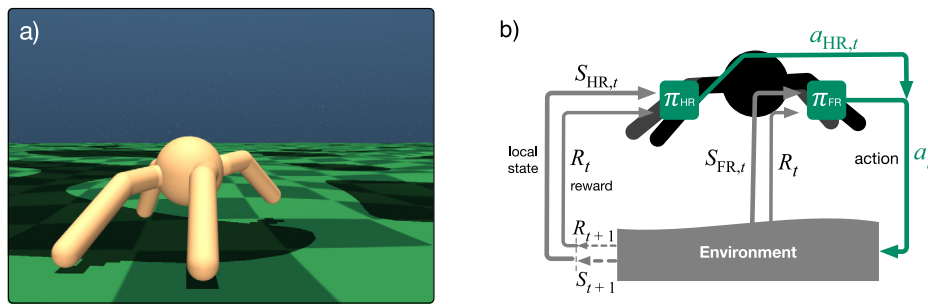 a)
b)
a_HR,t
S_HR,t
π_HR
π_FR
local
state
R_t
reward
S_FR,t
R_t
action
a
R_t+1
S_t+1
Environment